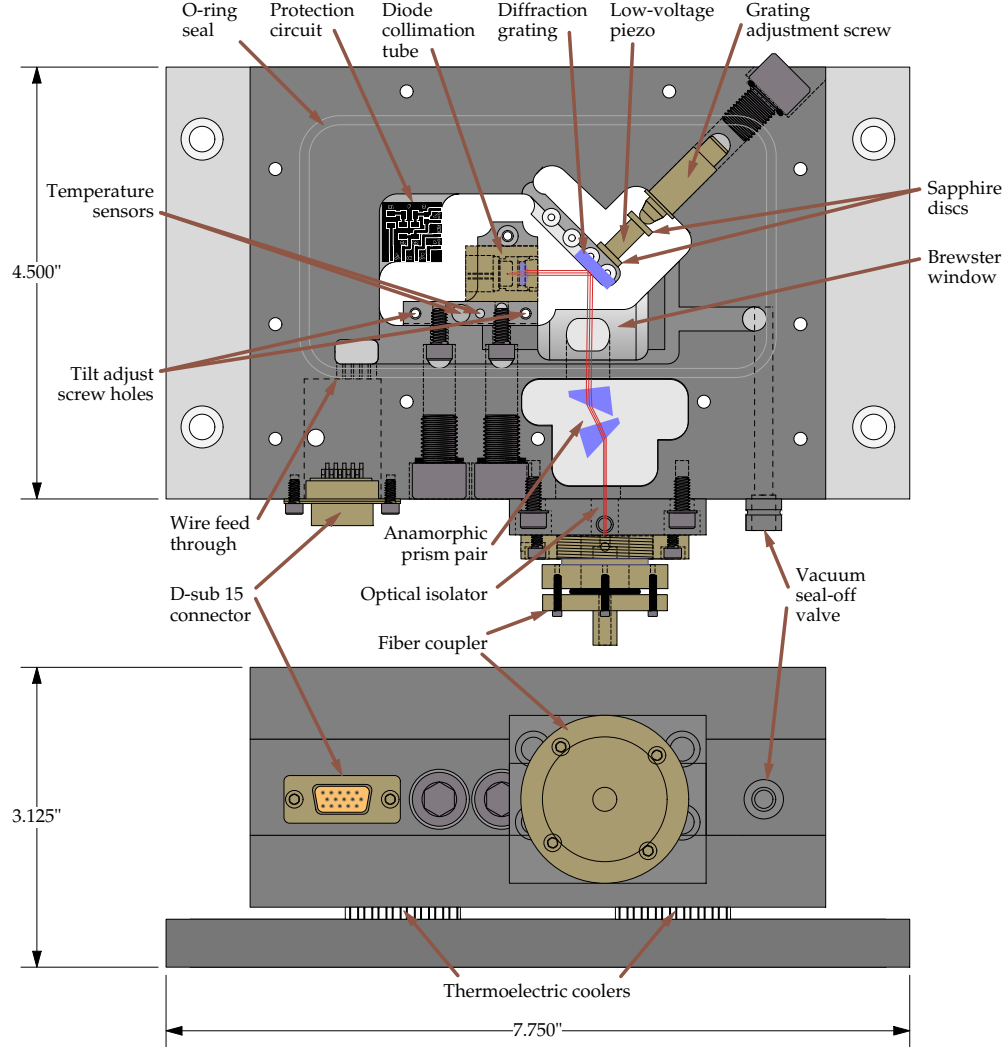 O-ring
seal
Protection
circuit
Diode
collimation
tube
Diffraction
grating
Low-voltage
piezo
Grating
adjustment screw
Temperature
sensors
Sapphire
discs
Brewster
window
4.500"
Tilt adjust
screw holes
Wire feed
through
Anamorphic
prism pair
D-sub 15
connector
Optical isolator
Vacuum
seal-off
valve
Fiber coupler
3.125"
Thermoelectric coolers
7.750"